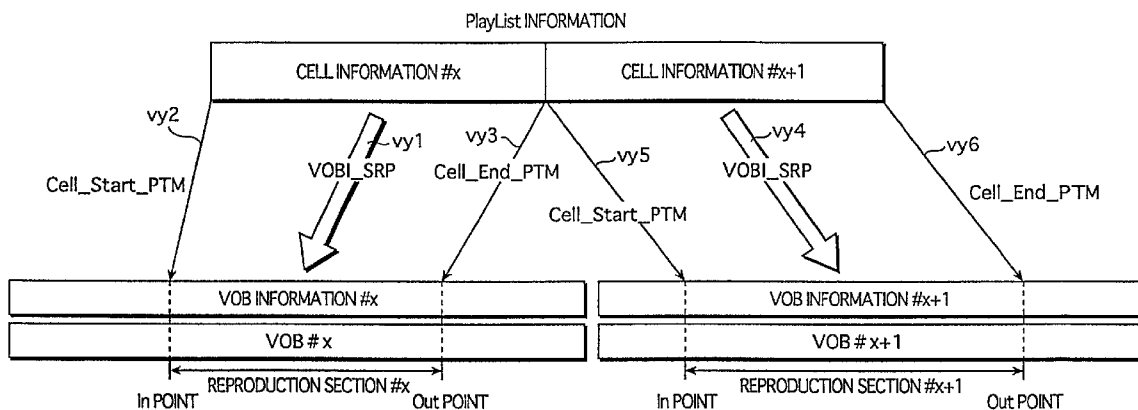 PlayList INFORMATION
CELL INFORMATION #x
CELL INFORMATION #x+1
vy2
vy1
vy3
vy5
vy4
vy6
Cell_Start_PTM
VOBI_SRP
Cell_End_PTM
Cell_Start_PTM
VOBI_SRP
Cell_End_PTM
VOB INFORMATION #x
VOB INFORMATION #x+1
VOB # x
VOB # x+1
REPRODUCTION SECTION #x
REPRODUCTION SECTION #x+1
In POINT
Out POINT
In POINT
Out POINT